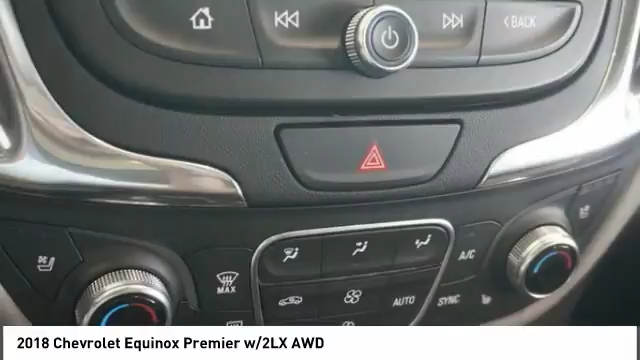 < BACK
A/C
MAX
AUTO
SYNC
2018 Chevrolet Equinox Premier w/2LX AWD